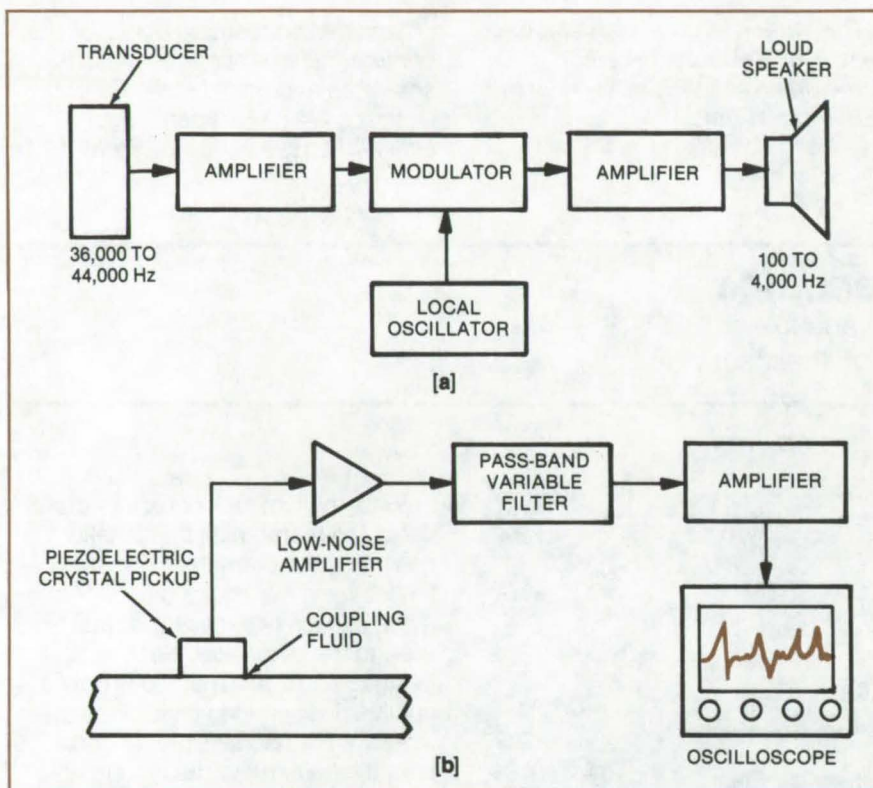 TRANSDUCER
LOUD
SPEAKER
AMPLIFIER
MODULATOR
AMPLIFIER
36,000 TO
44,000 Hz
100 TO
4,000 Hz
LOCAL
OSCILLATOR
[a]
PASS-BAND
VARIABLE
FILTER
AMPLIFIER
LOW-NOISE
AMPLIFIER
PIEZOELECTRIC
CRYSTAL PICKUP
COUPLING
FLUID
OSCILLOSCOPE
[b]